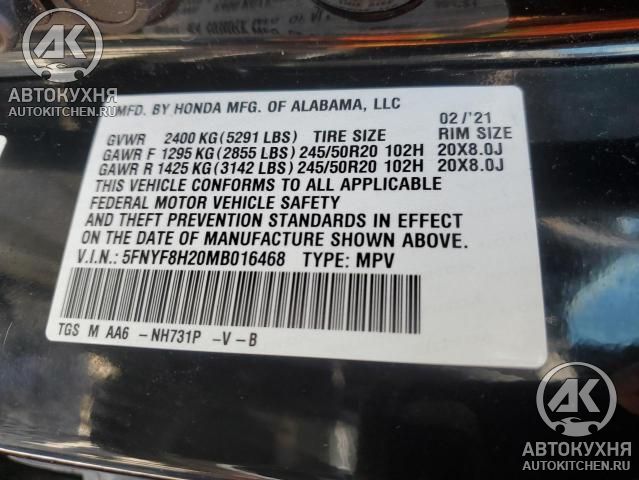 АВТОКУХНЯ
AUTOKITCHEN.RU
MFD. BY HONDA MFG. OF ALABAMA, LLC 02/'21
GVWR 2400 KG(5291 LBS) TIRE SIZE RIM SIZE
GAWR F 1295 KG(2855 LBS) 245/50R20 102H 20X8.0J
GAWR R 1425 KG(3142 LBS) 245/50R20 102H 20X8.0J
THIS VEHICLE CONFORMS TO ALL APPLICABLE
FEDERAL MOTOR VEHICLE SAFETY
AND THEFT PREVENTION STANDARDS IN EFFECT
ON THE DATE OF MANUFACTURE SHOWN ABOVE.
V.I.N.: 5FNYF8H20MB016468 TYPE: MPV
TGS M AA6 -NH731P -V-B
АК
АВТОКУХНЯ
AUTOKITCHEN.RU